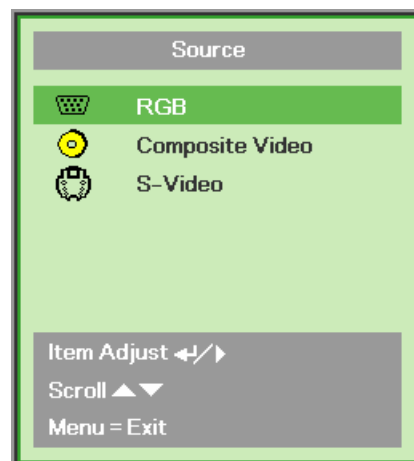 Source
RGB
Composite Video
S-Video
Item Adjust ↵/▶
Scroll ▲▼
Menu = Exit